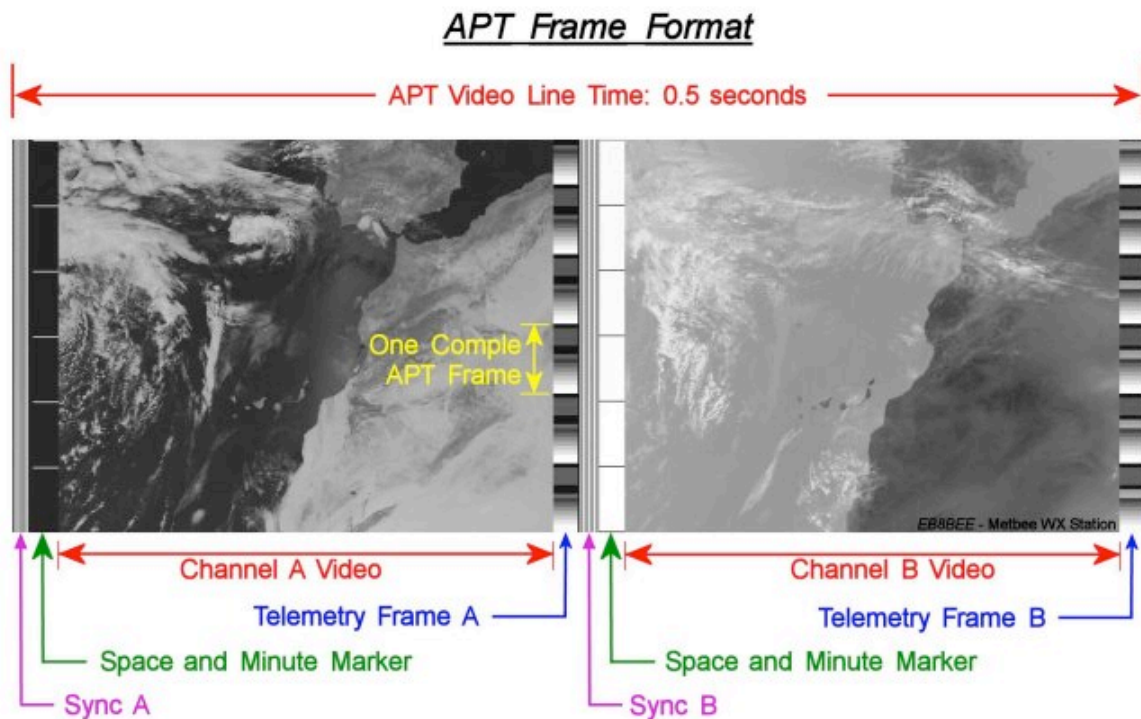 APT Frame Format
APT Video Line Time: 0.5 seconds
One Comple
APT Frame
EB8BEE - Metbee WX Station
Channel A Video
Channel B Video
Telemetry Frame A
Telemetry Frame B
Space and Minute Marker
Space and Minute Marker
Sync A
Sync B